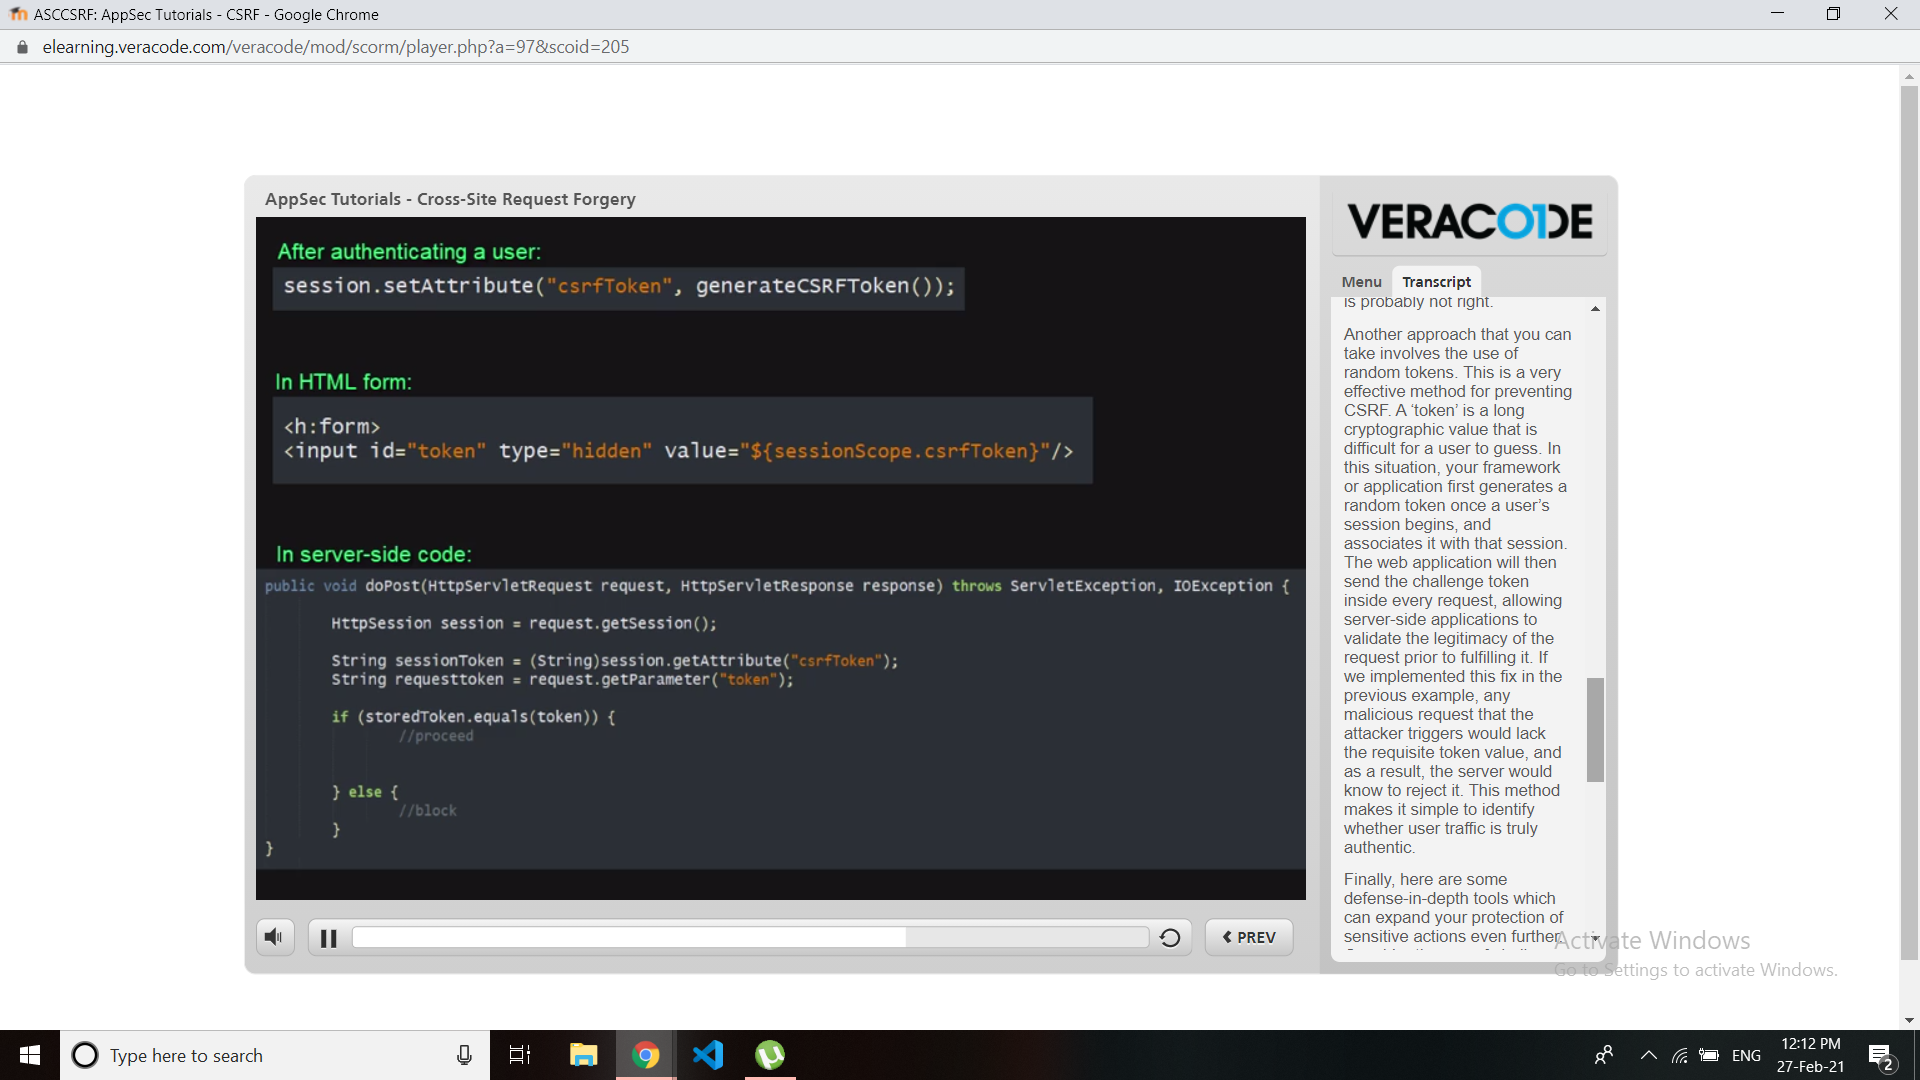 ASCCSRF: AppSec Tutorials - CSRF - Google Chrome
elearning.veracode.com/veracode/mod/scorm/player.php?a=97&scoid=205
AppSec Tutorials - Cross-Site Request Forgery
After authenticating a user:
session.setAttribute("csrfToken", generateCSRFToken());
In HTML form:
<h:form>
<input id="token" type="hidden" value="${sessionScope.csrfToken}"/>
In server-side code:
public void doPost(HttpServletRequest request, HttpServletResponse response) throws ServletException, IOException {
HttpSession session = request.getSession();
String sessionToken = (String)session.getAttribute("csrfToken");
String requesttoken = request.getParameter("token");
if (storedToken.equals(token)) {
//proceed
} else {
//block
}
}
PREV
VERACODE
Menu Transcript
is probably not right.
Another approach that you can
take involves the use of
random tokens. This is a very
effective method for preventing
CSRF. A ‘token’ is a long
cryptographic value that is
difficult for a user to guess. In
this situation, your framework
or application first generates a
random token once a user’s
session begins, and
associates it with that session.
The web application will then
send the challenge token
inside every request, allowing
server-side applications to
validate the legitimacy of the
request prior to fulfilling it. If
we implemented this fix in the
previous example, any
malicious request that the
attacker triggers would lack
the requisite token value, and
as a result, the server would
know to reject it. This method
makes it simple to identify
whether user traffic is truly
authentic.
Finally, here are some
defense-in-depth tools which
can expand your protection of
sensitive actions even further.
Activate Windows
Go to Settings to activate Windows.
Type here to search
ENG
12:12 PM
27-Feb-21
2